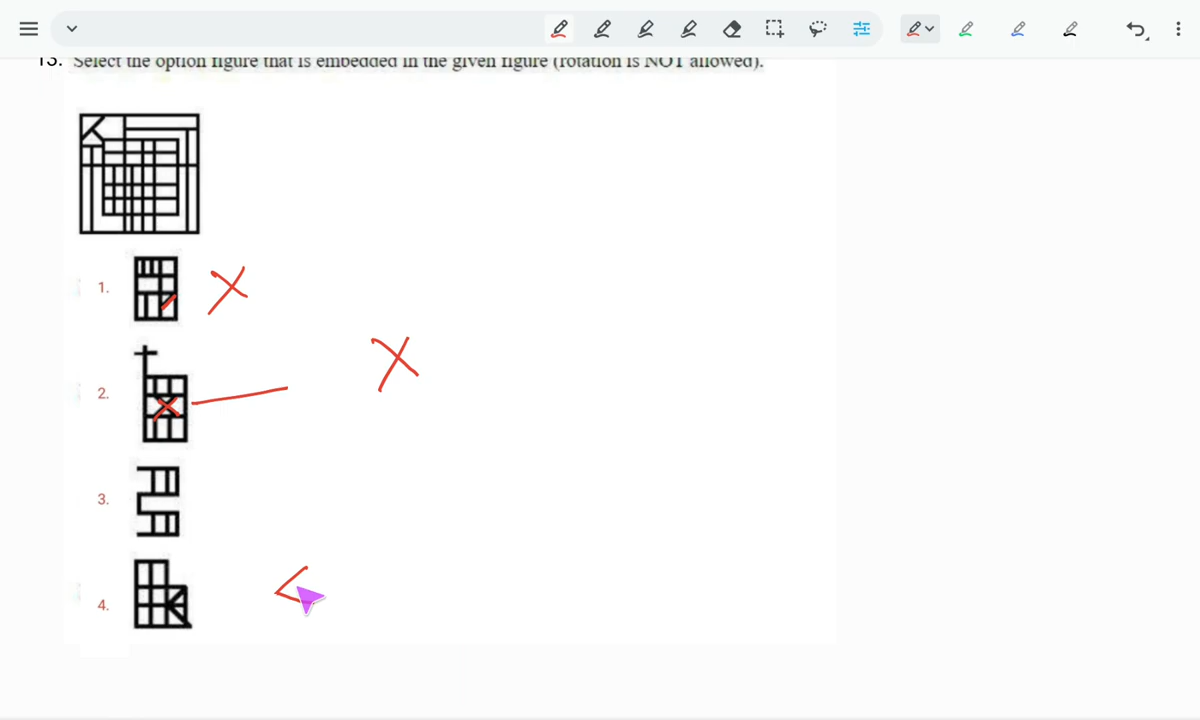 13. Select the option figure that is embedded in the given figure (rotation is NOT allowed).
1.
2.
3.
4.